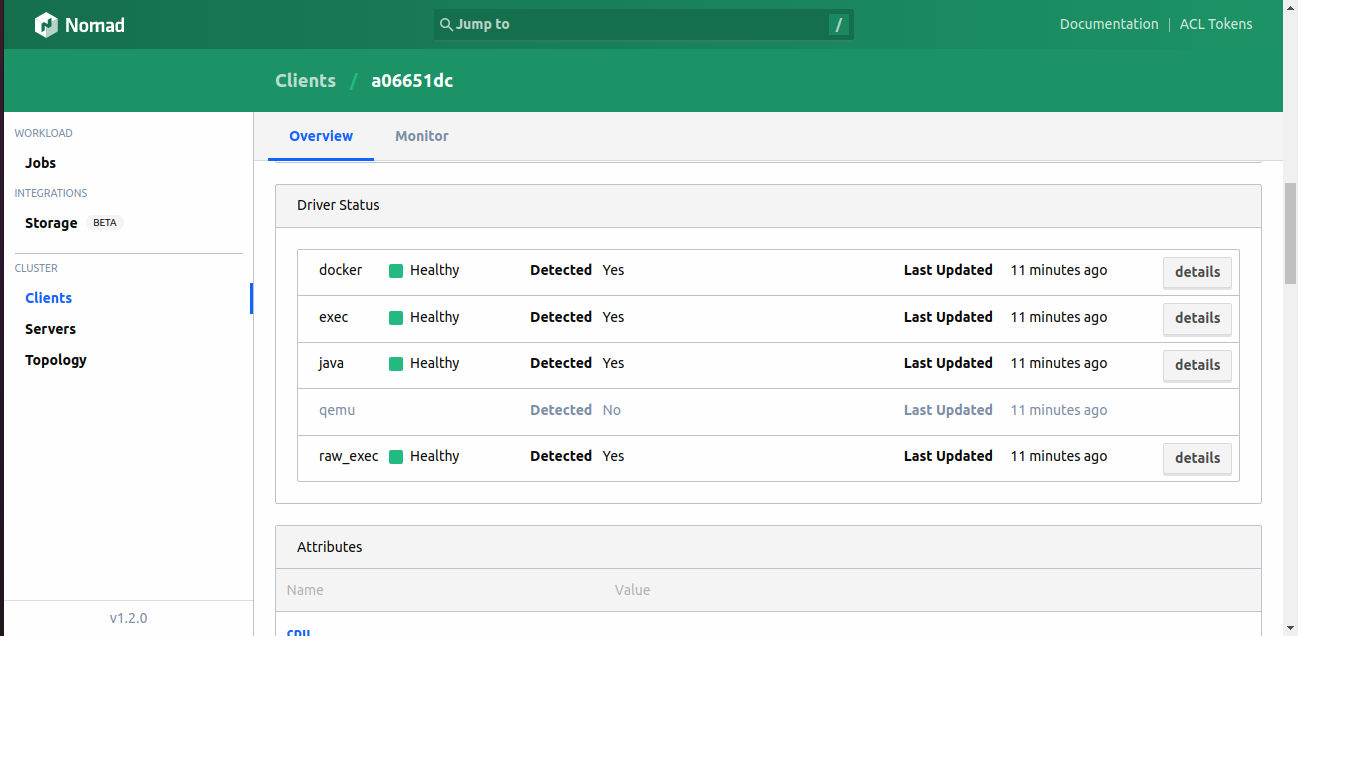 Nomad
Jump to /
Documentation | ACL Tokens
Clients / a06651dc
WORKLOAD
Jobs
INTEGRATIONS
Storage BETA
CLUSTER
Clients
Servers
Topology
v1.2.0
Overview Monitor
Driver Status
docker Healthy Detected Yes Last Updated 11 minutes ago details
exec Healthy Detected Yes Last Updated 11 minutes ago details
java Healthy Detected Yes Last Updated 11 minutes ago details
qemu Detected No Last Updated 11 minutes ago
raw_exec Healthy Detected Yes Last Updated 11 minutes ago details
Attributes
Name Value
cpu